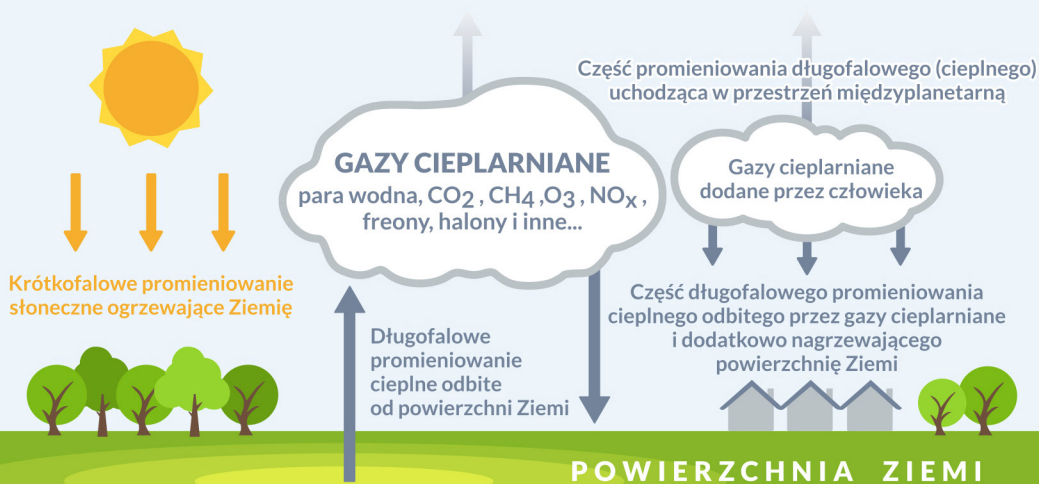 Część promieniowania długofalowego (cieplnego)
uchodząca w przestrzeń międzyplanetarną
GAZY CIEPLARNIANE
para wodna, CO2 , CH4 ,O3 , NOx ,
freony, halony i inne...
Gazy cieplarniane
dodane przez człowieka
Krótkofalowe promieniowanie
słoneczne ogrzewające Ziemię
Długofalowe
promieniowanie
cieplne odbite
od powierzchni Ziemi
Część długofalowego promieniowania
cieplnego odbitego przez gazy cieplarniane
i dodatkowo nagrzewającego
powierzchnię Ziemi
POWIERZCHNIA ZIEMI